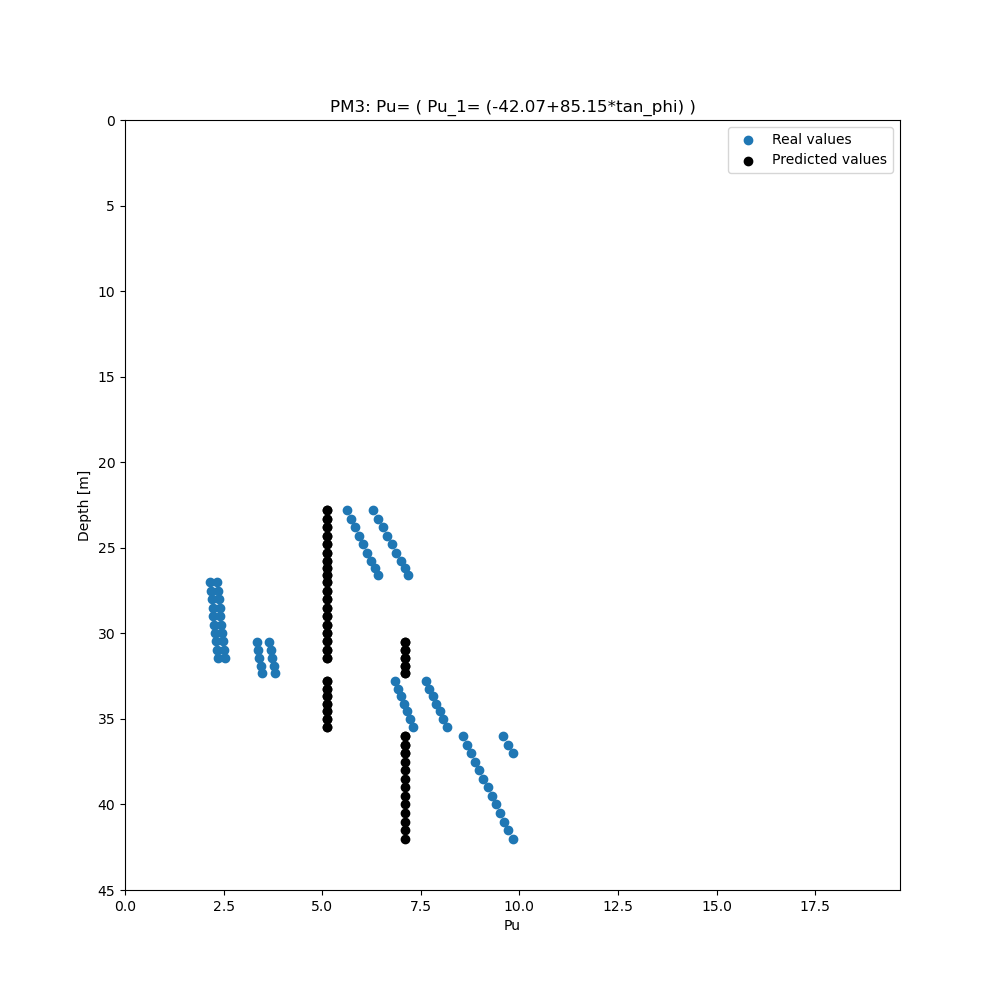 PM3: Pu= ( Pu_1= (-42.07+85.15*tan_phi) )
Real values
Predicted values
0
5
10
15
20
25
30
35
40
45
Depth [m]
0.0 2.5 5.0 7.5 10.0 12.5 15.0 17.5
Pu